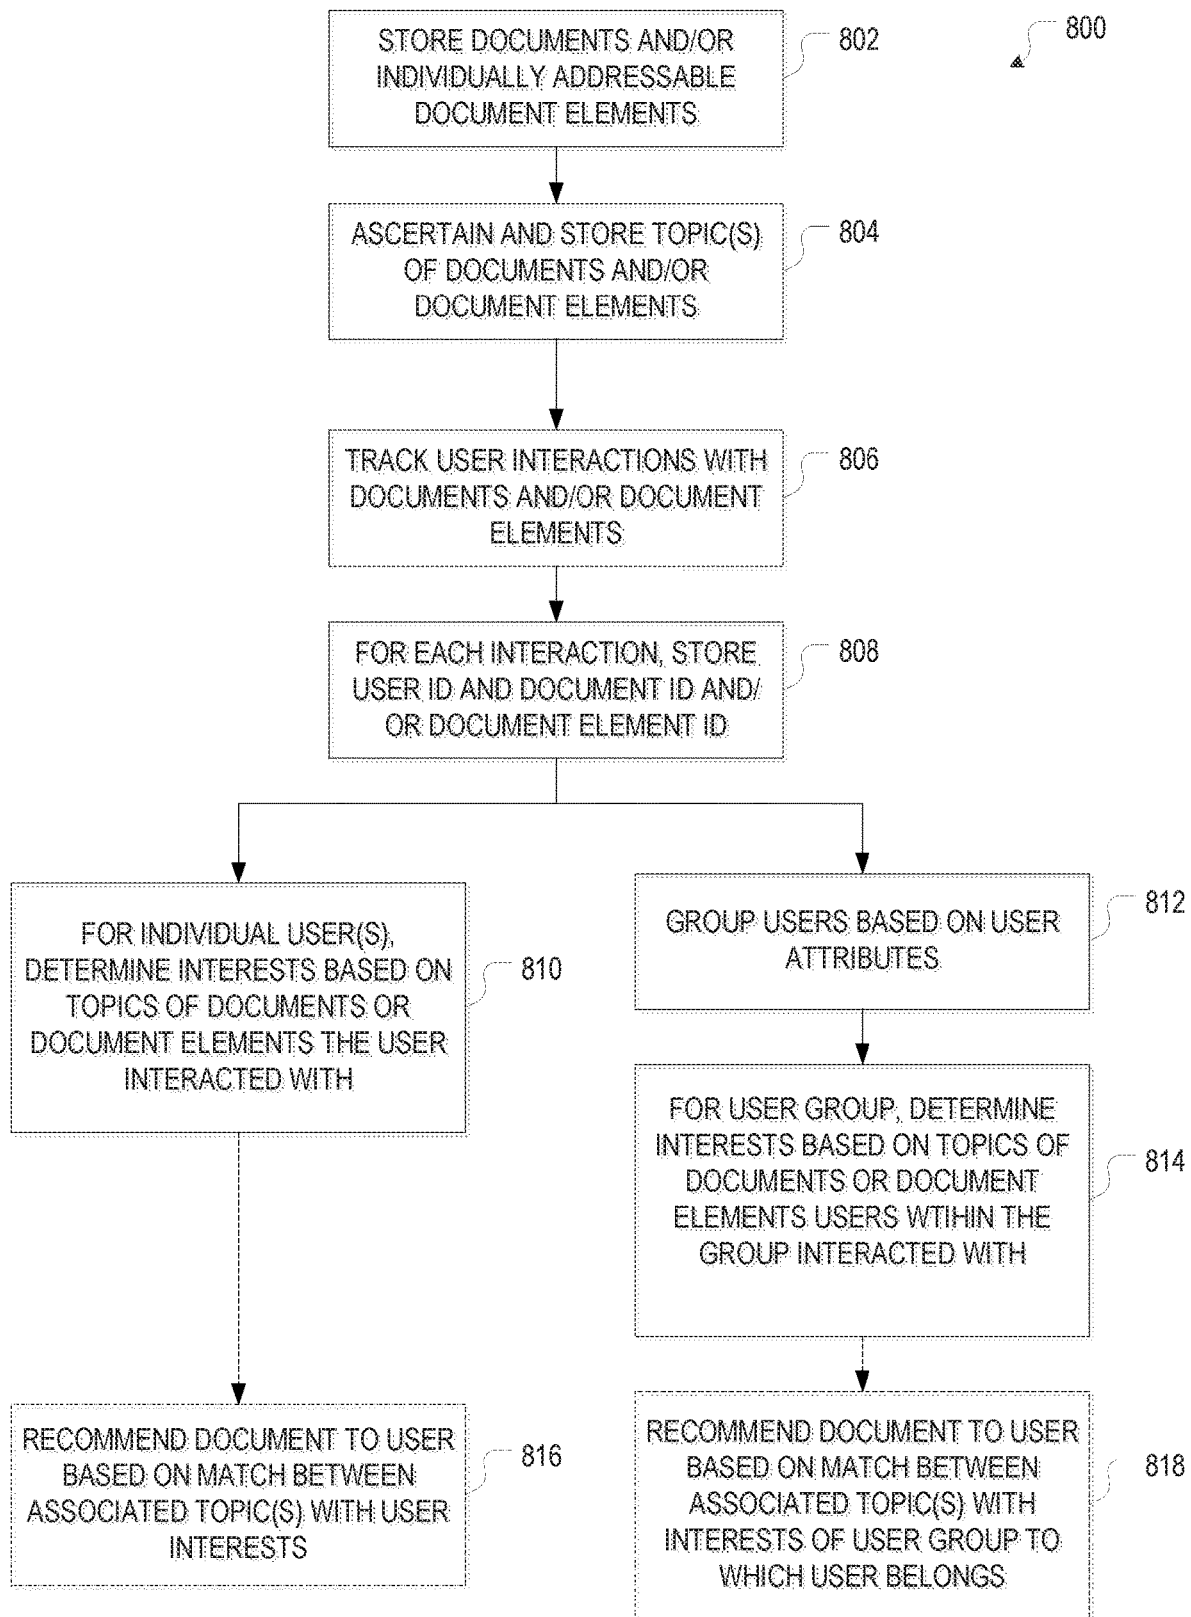 800
STORE DOCUMENTS AND/OR
INDIVIDUALLY ADDRESSABLE
DOCUMENT ELEMENTS
802
ASCERTAIN AND STORE TOPIC(S)
OF DOCUMENTS AND/OR
DOCUMENT ELEMENTS
804
TRACK USER INTERACTIONS WITH
DOCUMENTS AND/OR DOCUMENT
ELEMENTS
806
FOR EACH INTERACTION, STORE
USER ID AND DOCUMENT ID AND/
OR DOCUMENT ELEMENT ID
808
FOR INDIVIDUAL USER(S),
DETERMINE INTERESTS BASED ON
TOPICS OF DOCUMENTS OR
DOCUMENT ELEMENTS THE USER
INTERACTED WITH
810
GROUP USERS BASED ON USER
ATTRIBUTES
812
FOR USER GROUP, DETERMINE
INTERESTS BASED ON TOPICS OF
DOCUMENTS OR DOCUMENT
ELEMENTS USERS WTIHIN THE
GROUP INTERACTED WITH
814
RECOMMEND DOCUMENT TO USER
BASED ON MATCH BETWEEN
ASSOCIATED TOPIC(S) WITH USER
INTERESTS
816
RECOMMEND DOCUMENT TO USER
BASED ON MATCH BETWEEN
ASSOCIATED TOPIC(S) WITH
INTERESTS OF USER GROUP TO
WHICH USER BELONGS
818